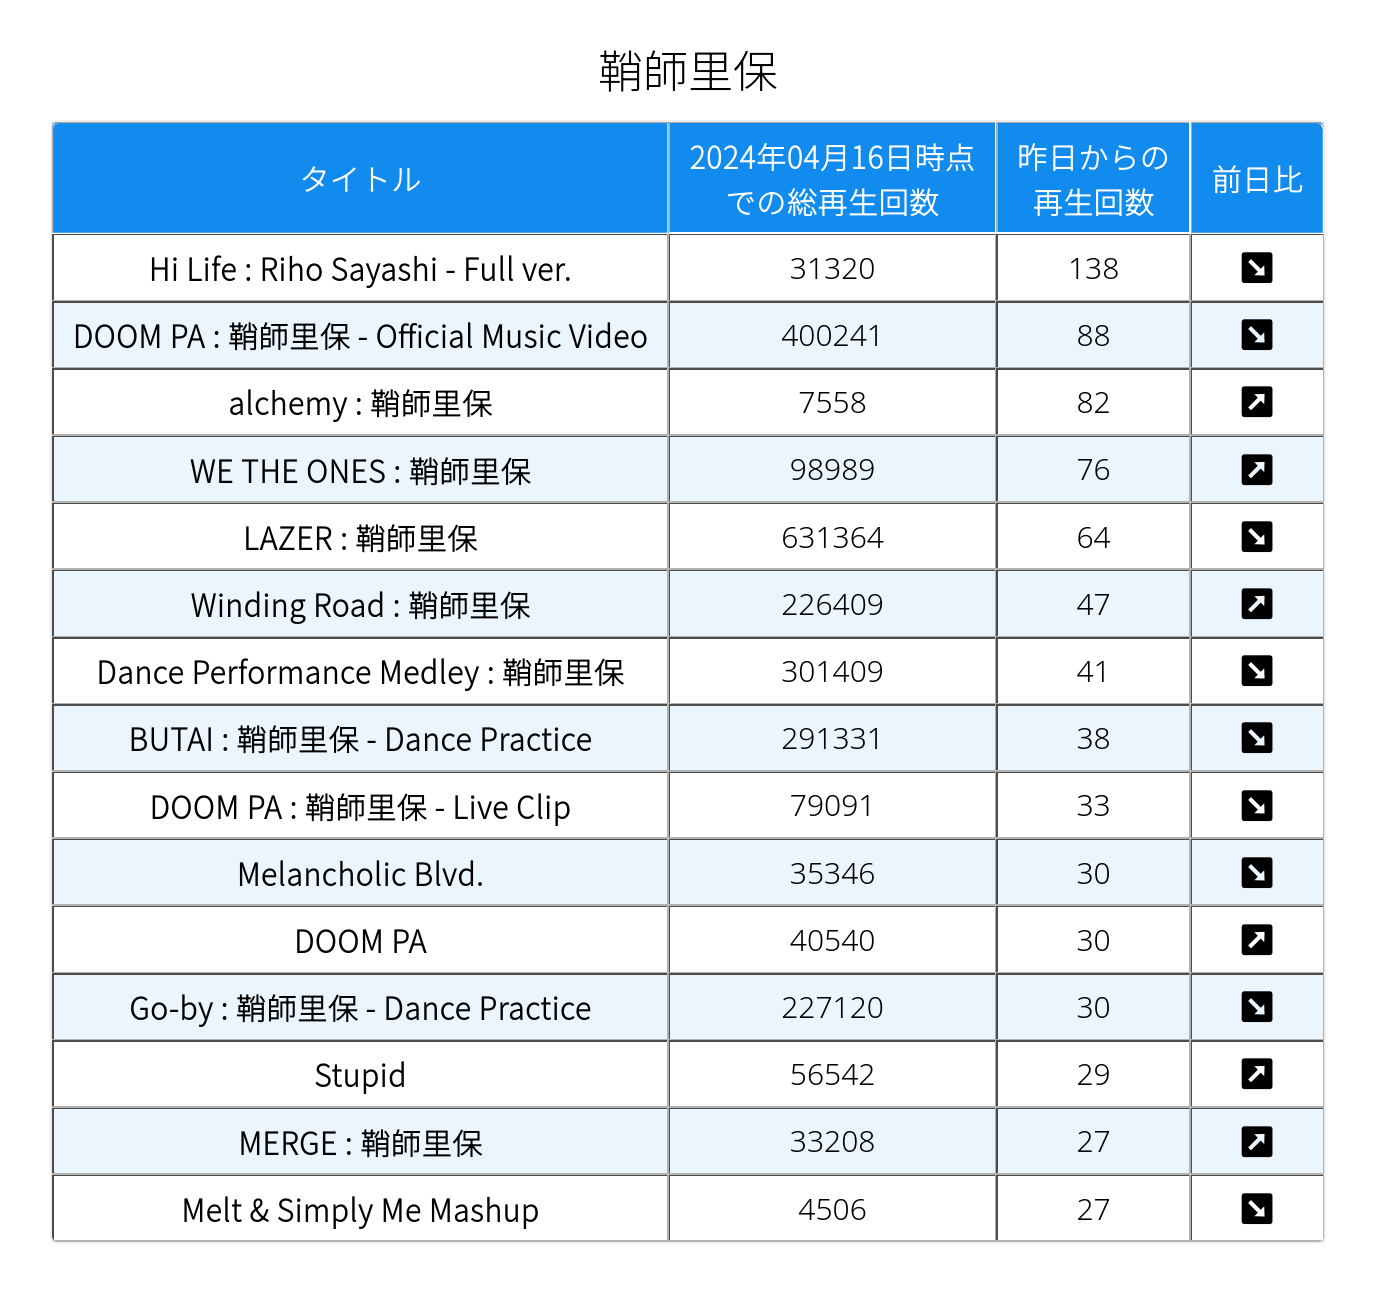 鞘師里保
タイトル
2024年04月16日時点
での総再生回数
昨日からの
再生回数
前日比
Hi Life : Riho Sayashi - Full ver. 31320 138
DOOM PA : 鞘師里保 - Official Music Video 400241 88
alchemy : 鞘師里保 7558 82
WE THE ONES : 鞘師里保 98989 76
LAZER : 鞘師里保 631364 64
Winding Road : 鞘師里保 226409 47
Dance Performance Medley : 鞘師里保 301409 41
BUTAI : 鞘師里保 - Dance Practice 291331 38
DOOM PA : 鞘師里保 - Live Clip 79091 33
Melancholic Blvd. 35346 30
DOOM PA 40540 30
Go-by : 鞘師里保 - Dance Practice 227120 30
Stupid 56542 29
MERGE : 鞘師里保 33208 27
Melt & Simply Me Mashup 4506 27